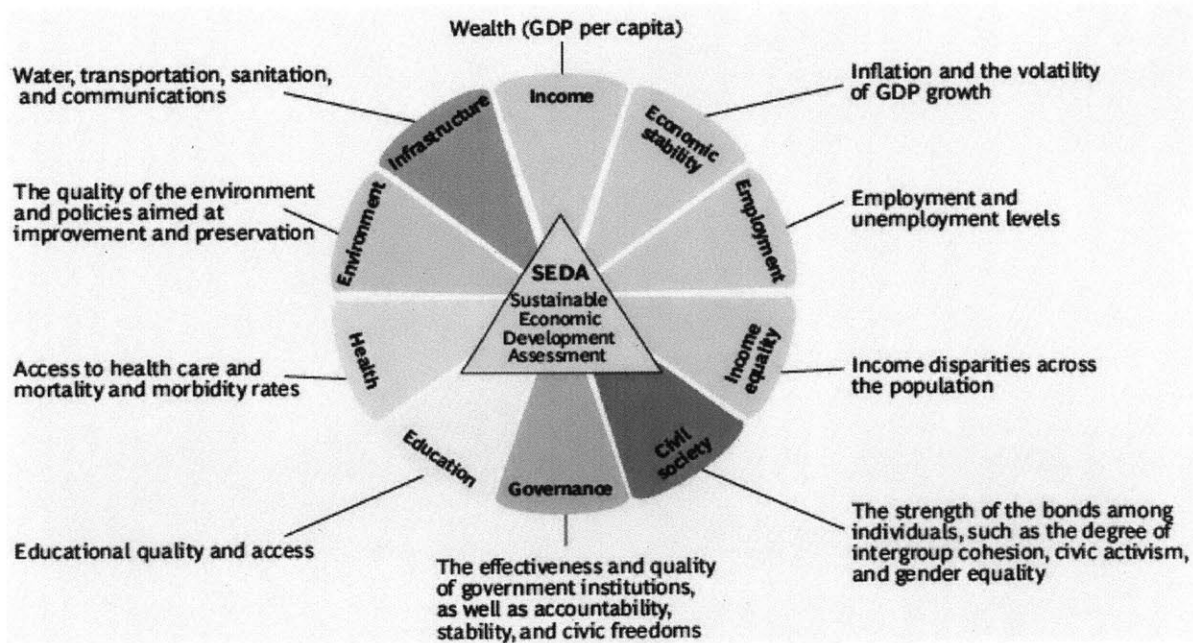 Wealth (GDP per capita)
Water, transportation, sanitation,
and communications
Inflation and the volatility
of GDP growth
Infrastructure
Income
Economic
stability
The quality of the environment
and policies aimed at
improvement and preservation
Environment
Employment
Employment and
unemployment levels
SEDA
Sustainable
Economic
Development
Assessment
Access to health care and
mortality and morbidity rates
Health
Income
equality
Income disparities across
the population
Education
Governance
Civil
society
Educational quality and access
The effectiveness and quality
of government institutions,
as well as accountability,
stability, and civic freedoms
The strength of the bonds among
individuals, such as the degree of
intergroup cohesion, civic activism,
and gender equality